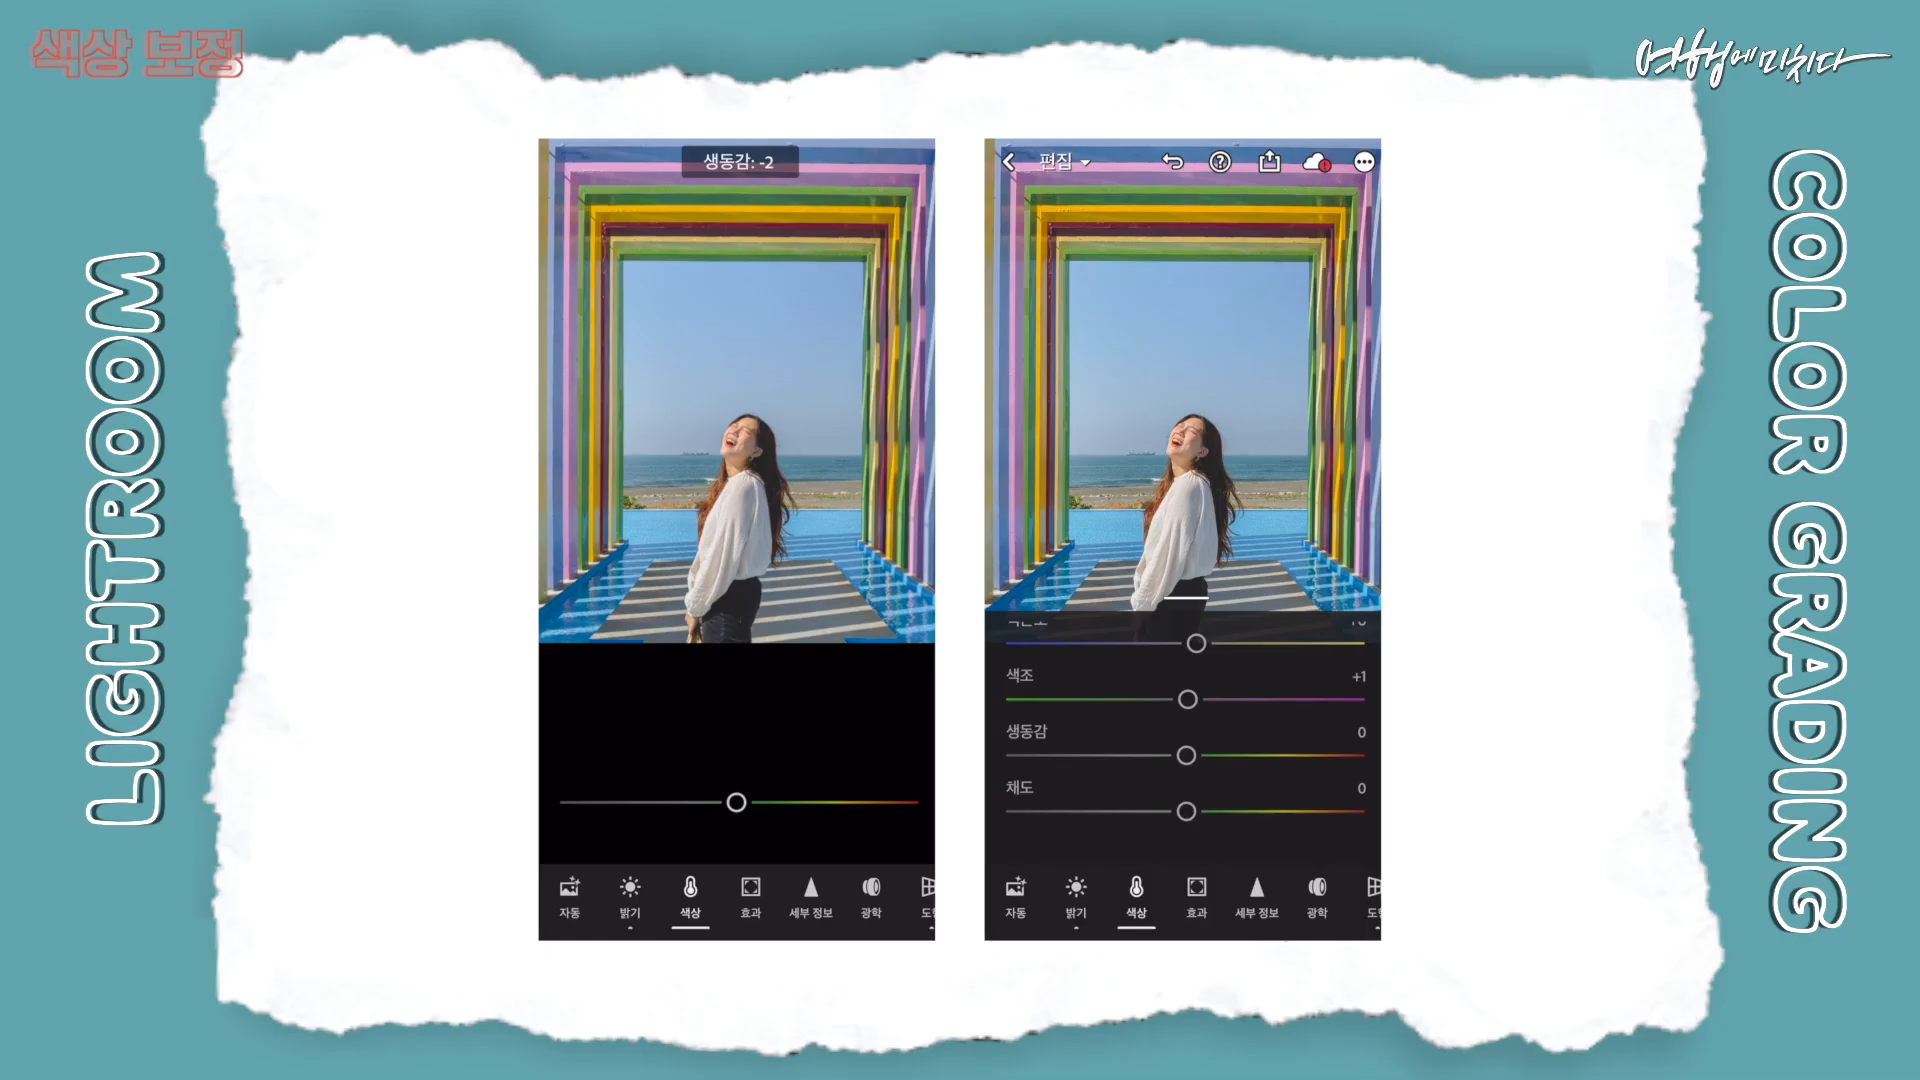 색상 보정
여행에미치다
LIGHTROOM
COLOR GRADING
생동감: -2
자동 밝기 색상 효과 세부 정보 광학
편집
색조 +1
생동감 0
채도 0
자동 밝기 색상 효과 세부 정보 광학